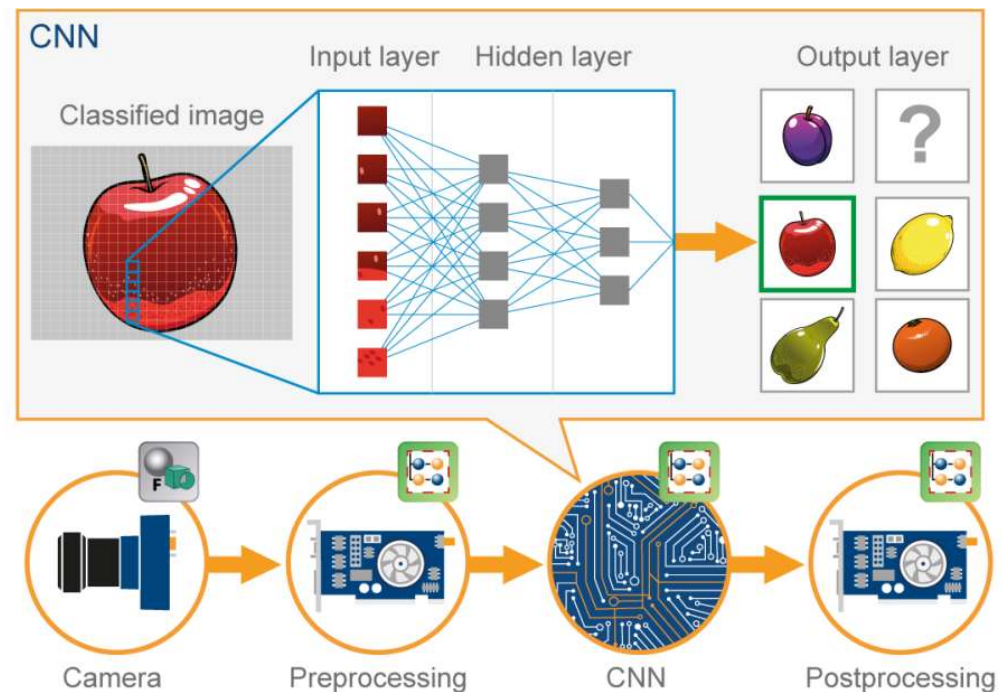 CNN
Input layer
Hidden layer
Output layer
Classified image
?
F
Camera
Preprocessing
CNN
Postprocessing